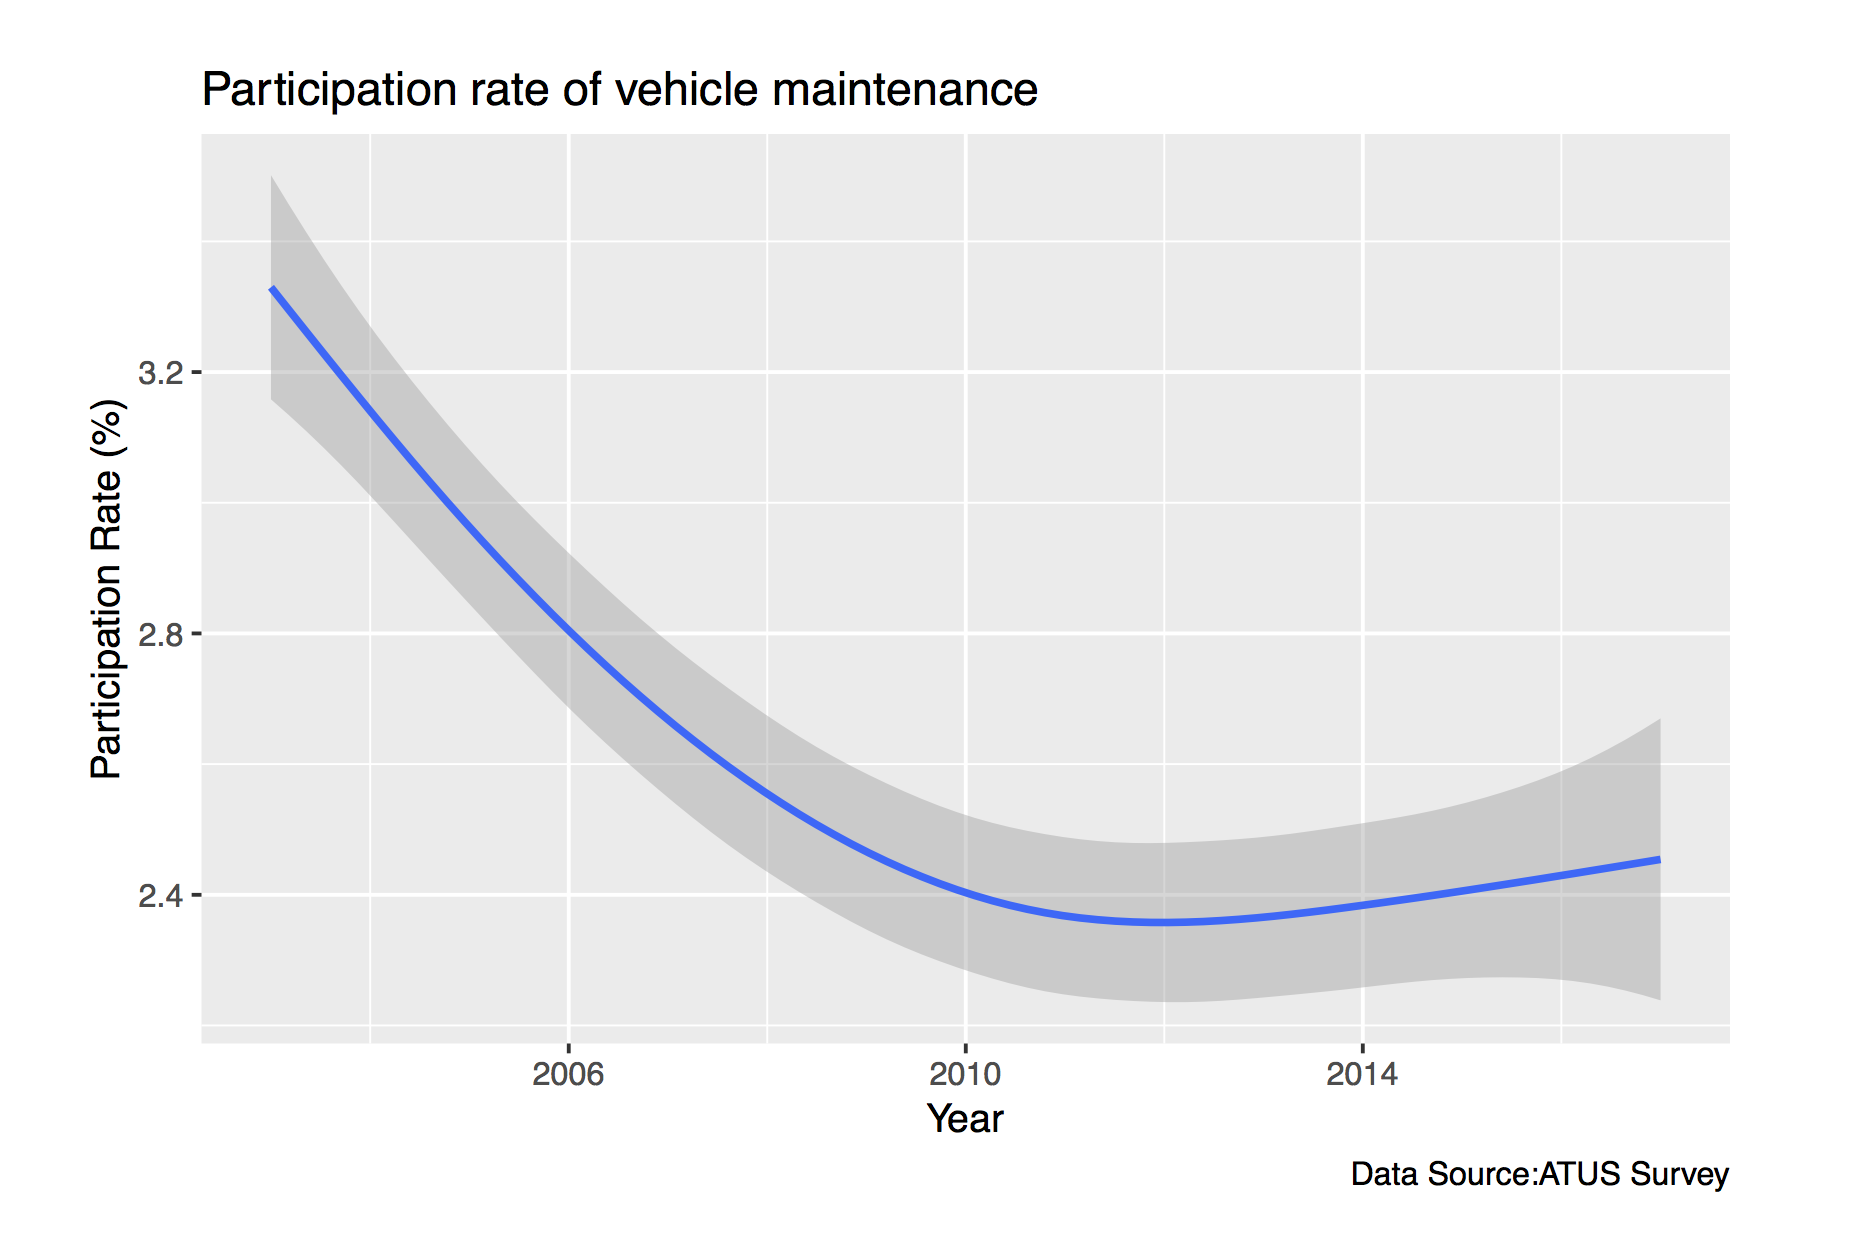 Participation rate of vehicle maintenance
Participation Rate (%)
3.2
2.8
2.4
2006 2010 2014
Year
Data Source:ATUS Survey